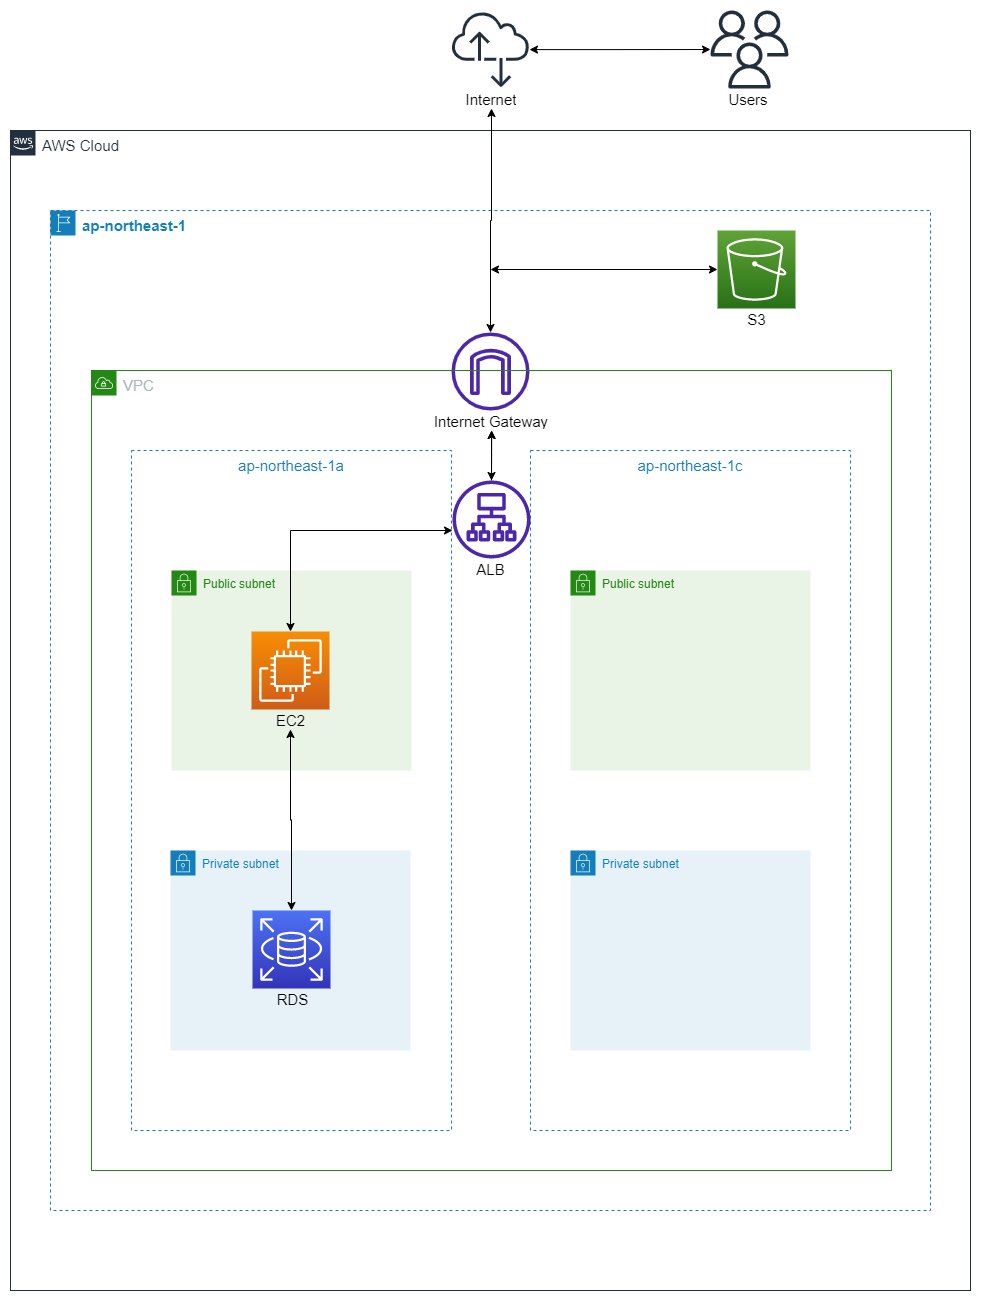 Internet
Users
aws
AWS Cloud
ap-northeast-1
S3
VPC
Internet Gateway
ap-northeast-1a
ap-northeast-1c
ALB
Public subnet
Public subnet
EC2
Private subnet
Private subnet
RDS